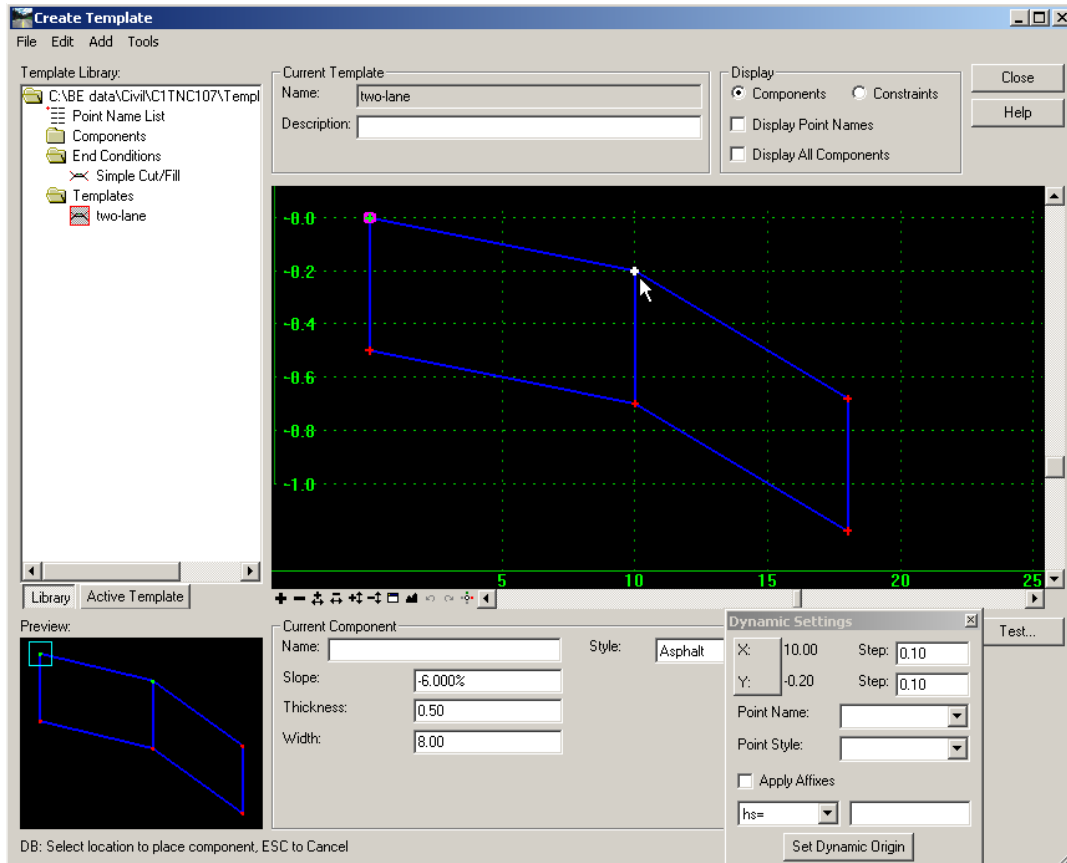 Create Template
File Edit Add Tools
Template Library:
C:\BE data\Civil\C1TNC107\Templ
Point Name List
Components
End Conditions
Simple Cut/Fill
Templates
two-lane
Library Active Template
Current Template
Name: two-lane
Description:
Display
Components Constraints
Display Point Names
Display All Components
Close
Help
-0.0
-0.2
-0.4
-0.6
-0.8
-1.0
5 10 15 20 25
Preview:
Current Component
Name:
Style: Asphalt
Slope: -6.000%
Thickness: 0.50
Width: 8.00
Dynamic Settings
X: 10.00 Step: 0.10
Y: -0.20 Step: 0.10
Point Name:
Point Style:
Apply Affixes
hs=
Set Dynamic Origin
Test...
DB: Select location to place component, ESC to Cancel